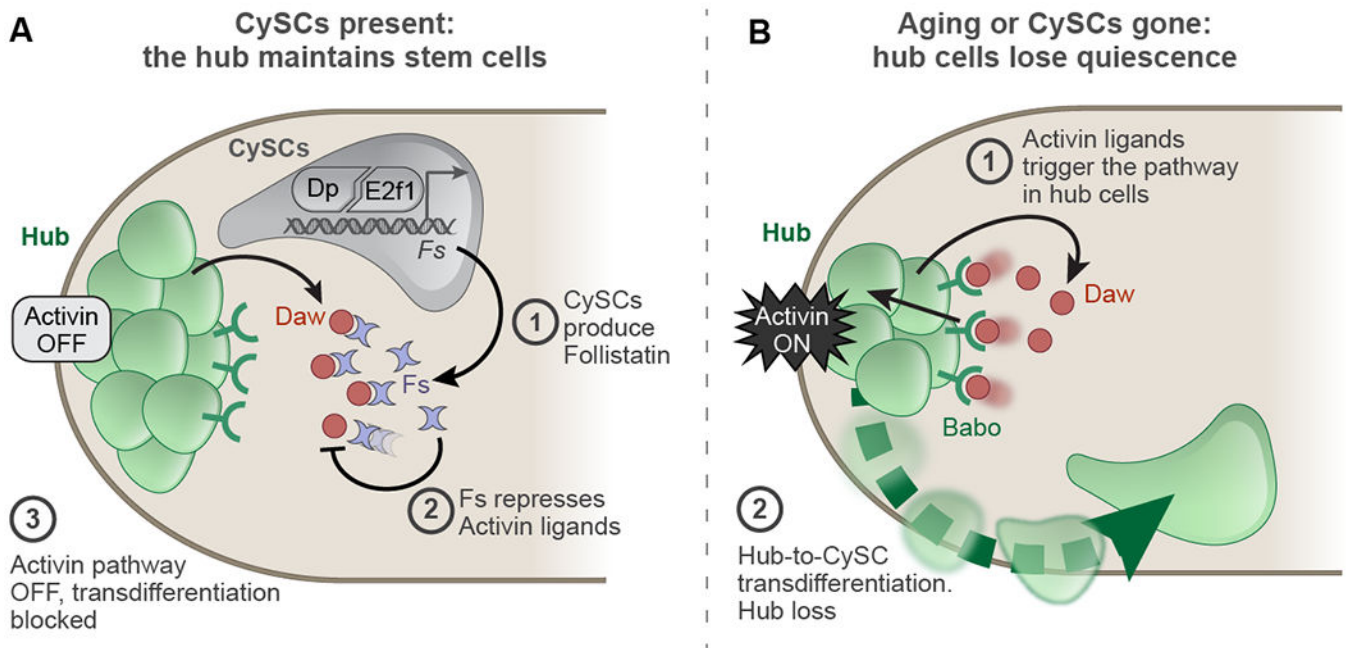 A
CySCs present:
the hub maintains stem cells
CySCs
Dp
E2f1
Fs
Hub
Activin
OFF
Daw
Fs
1
CySCs
produce
Follistatin
2
Fs represses
Activin ligands
3
Activin pathway
OFF, transdifferentiation
blocked
B
Aging or CySCs gone:
hub cells lose quiescence
1
Activin ligands
trigger the pathway
in hub cells
Hub
Activin
ON
Daw
Babo
2
Hub-to-CySC
transdifferentiation.
Hub loss